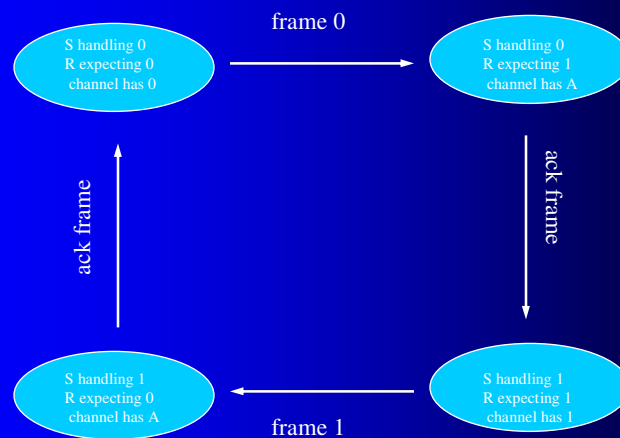 frame 0
S handling 0
R expecting 0
channel has 0
S handling 0
R expecting 1
channel has A
ack frame
ack frame
S handling 1
R expecting 0
channel has A
S handling 1
R expecting 1
channel has 1
frame 1